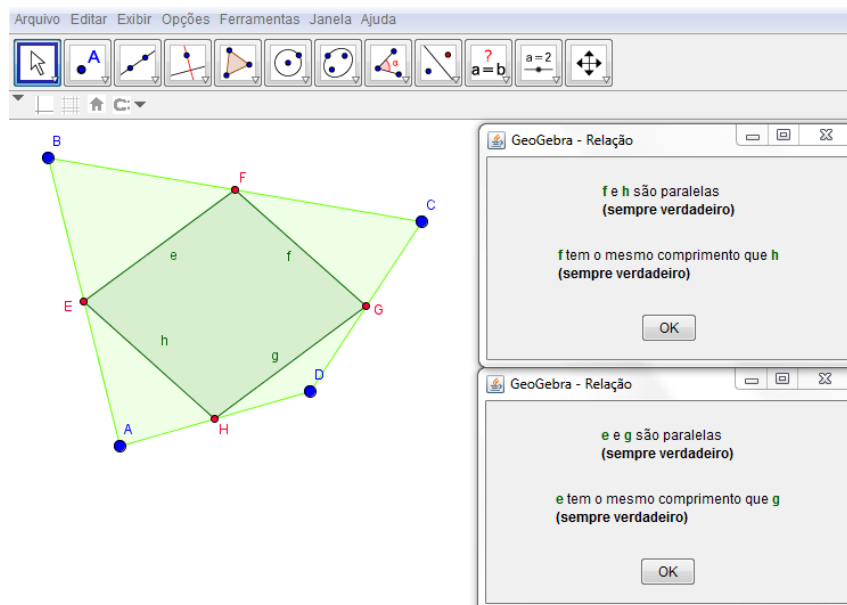 Arquivo Editar Exibir Opções Ferramentas Janela Ajuda
A
α
?
a=b
a=2
B
F
C
e
f
E
G
h
g
D
A
H
GeoGebra - Relação
f e h são paralelas
(sempre verdadeiro)
f tem o mesmo comprimento que h
(sempre verdadeiro)
OK
GeoGebra - Relação
e e g são paralelas
(sempre verdadeiro)
e tem o mesmo comprimento que g
(sempre verdadeiro)
OK